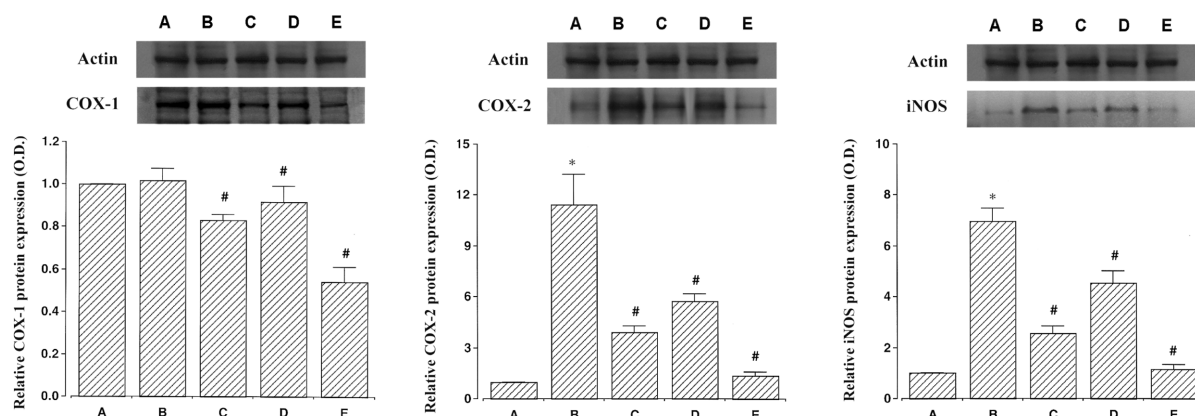 A B C D E
Actin
COX-1
Relative COX-1 protein expression (O.D.)
1.2
1.0
0.8
0.6
0.4
0.2
0.0
#
#
#
A B C D E
A B C D E
Actin
COX-2
Relative COX-2 protein expression (O.D.)
15
12
9
6
3
0
*
#
#
#
A B C D E
A B C D E
Actin
iNOS
Relative iNOS protein expression (O.D.)
10
8
6
4
2
0
*
#
#
#
A B C D E